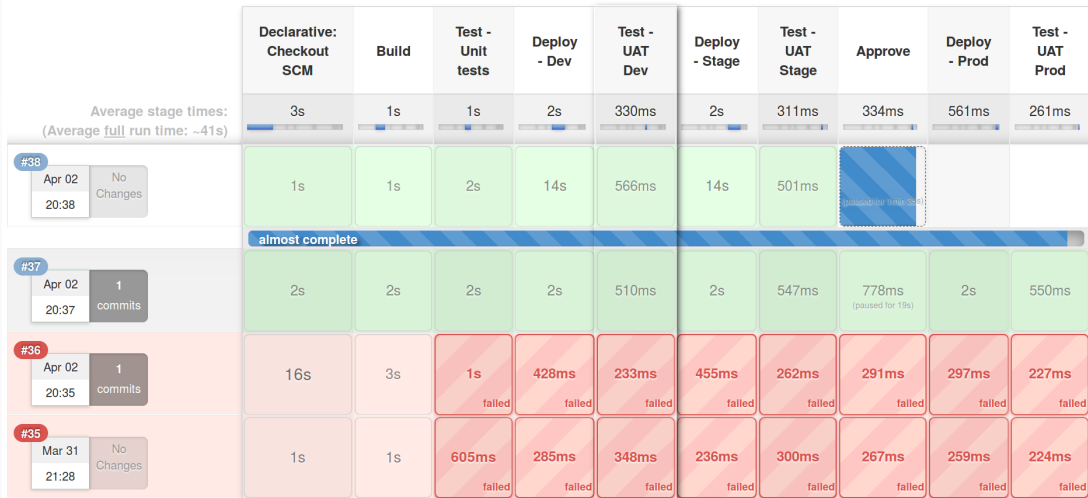 Declarative: Checkout SCM
Build
Test - Unit tests
Deploy - Dev
Test - UAT Dev
Deploy - Stage
Test - UAT Stage
Approve
Deploy - Prod
Test - UAT Prod
Average stage times:
(Average full run time: ~41s)
3s 1s 1s 2s 330ms 2s 311ms 334ms 561ms 261ms
#38
Apr 02
20:38
No Changes
1s 1s 2s 14s 566ms 14s 501ms
(paused for 1min 35s)
almost complete
#37
Apr 02
20:37
1 commits
2s 2s 2s 2s 510ms 2s 547ms 778ms 2s 550ms
(paused for 19s)
#36
Apr 02
20:35
1 commits
16s 3s 1s 428ms 233ms 455ms 262ms 291ms 297ms 227ms
failed failed failed failed failed failed failed failed
#35
Mar 31
21:28
No Changes
1s 1s 605ms 285ms 348ms 236ms 300ms 267ms 259ms 224ms
failed failed failed failed failed failed failed failed